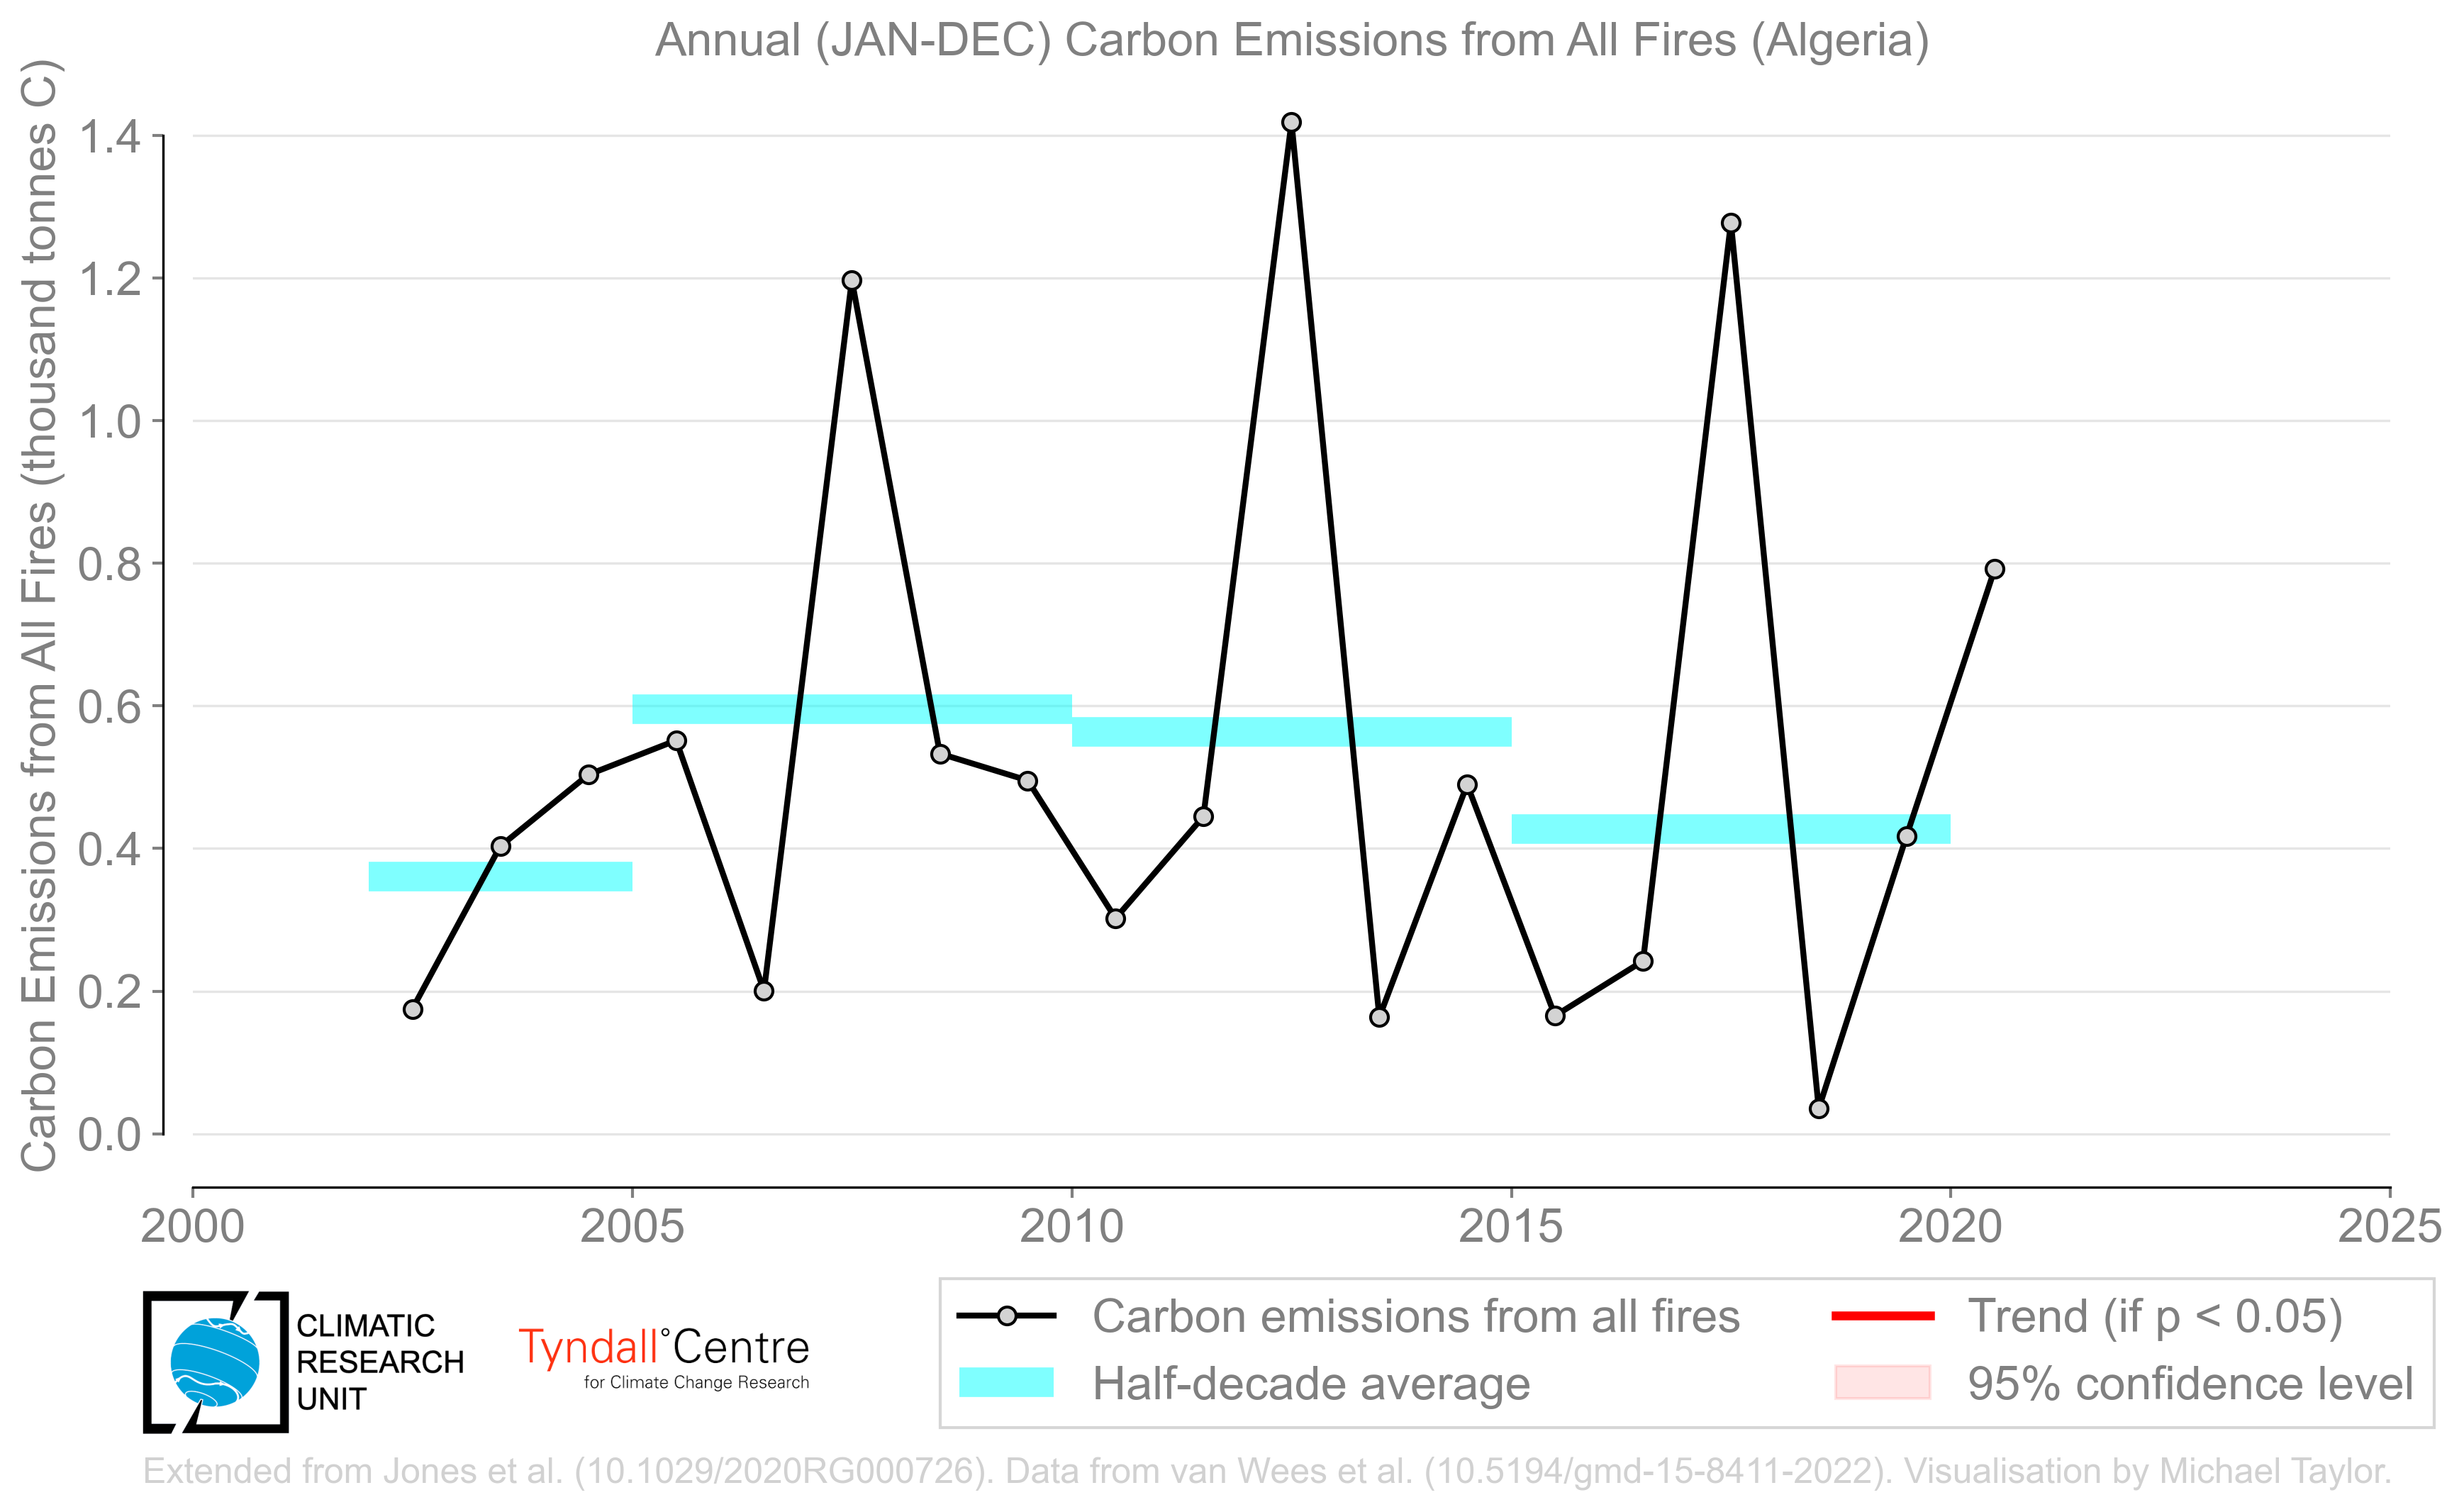 Annual (JAN-DEC) Carbon Emissions from All Fires (Algeria)
Carbon Emissions from All Fires (thousand tonnes C)
1.4
1.2
1.0
0.8
0.6
0.4
0.2
0.0
2000 2005 2010 2015 2020 2025
CLIMATIC
RESEARCH
UNIT
Tyndall°Centre
for Climate Change Research
Carbon emissions from all fires
Half-decade average
Trend (if p < 0.05)
95% confidence level
Extended from Jones et al. (10.1029/2020RG000726). Data from van Wees et al. (10.5194/gmd-15-8411-2022). Visualisation by Michael Taylor.